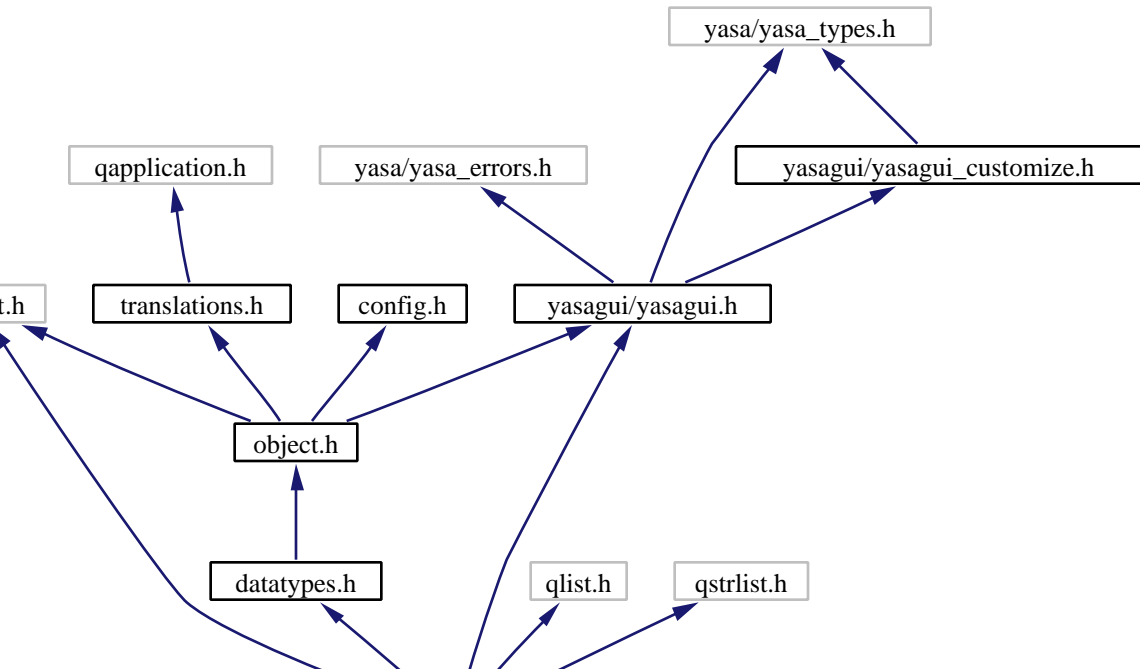 yasa/yasa_types.h
qapplication.h
yasa/yasa_errors.h
yasagui/yasagui_customize.h
t.h
translations.h
config.h
yasagui/yasagui.h
object.h
datatypes.h
qlist.h
qstrlist.h